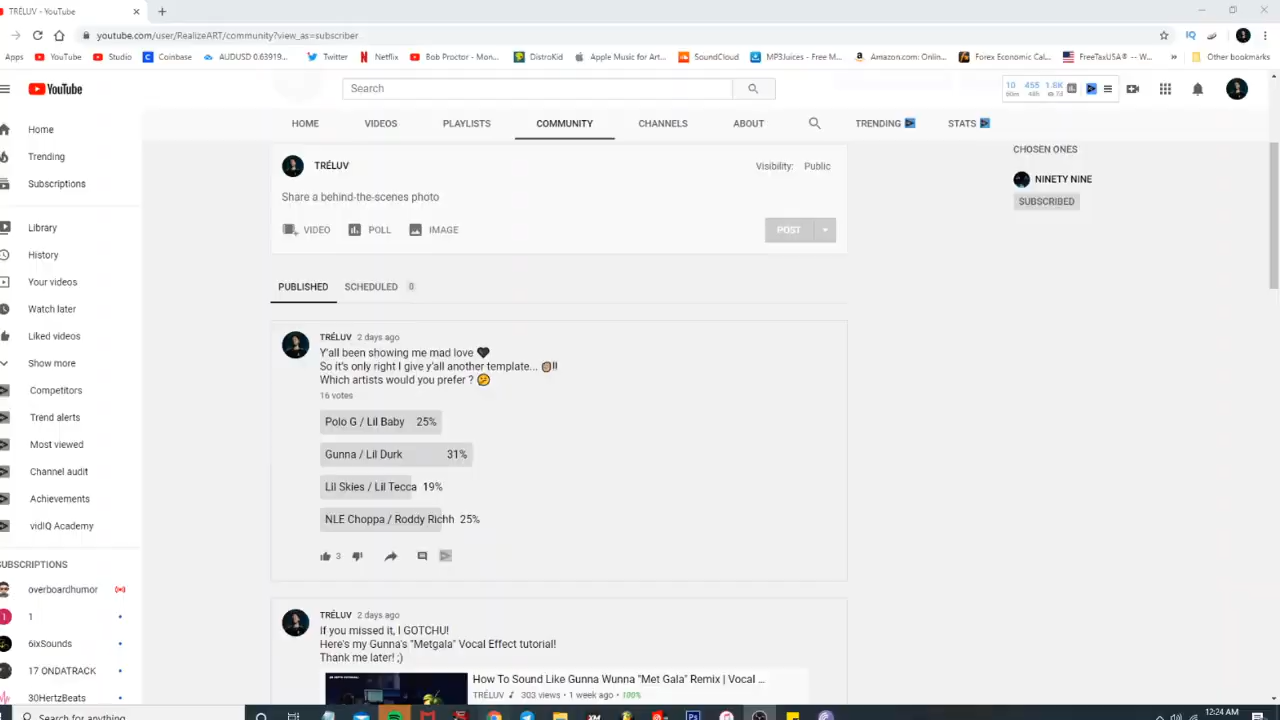 TRÉLUV - YouTube
youtube.com/user/RealizeART/community?view_as=subscriber
Apps YouTube Studio Coinbase AUDUSD 0.63919... Twitter Netflix Bob Proctor - Mon... DistroKid Apple Music for Art... SoundCloud MP3Juices - Free M... Amazon.com: Onlin... Forex Economic Cal... FreeTaxUSA® -- W... » Other bookmarks
YouTube
Search
10 455 1.8K
60m 48h 73
HOME VIDEOS PLAYLISTS COMMUNITY CHANNELS ABOUT TRENDING STATS
Home
Trending
Subscriptions
Library
History
Your videos
Watch later
Liked videos
Show more
Competitors
Trend alerts
Most viewed
Channel audit
Achievements
vidIQ Academy
SUBSCRIPTIONS
overboardhumor
1
6ixSounds
17 ONDATRACK
30HertzBeats
TRÉLUV
Visibility: Public
Share a behind-the-scenes photo
VIDEO POLL IMAGE POST
PUBLISHED SCHEDULED 0
TRÉLUV 2 days ago
Y'all been showing me mad love
So it's only right I give y'all another template... !!
Which artists would you prefer ?
16 votes
Polo G / Lil Baby 25%
Gunna / Lil Durk 31%
Lil Skies / Lil Tecca 19%
NLE Choppa / Roddy Richh 25%
3
TRÉLUV 2 days ago
If you missed it, I GOTCHU!
Here's my Gunna's "Metgala" Vocal Effect tutorial!
Thank me later! ;)
How To Sound Like Gunna Wunna "Met Gala" Remix | Vocal ...
TRÉLUV ♪ 303 views • 1 week ago • 100%
CHOSEN ONES
NINETY NINE
SUBSCRIBED
Search for anything
12:24 AM